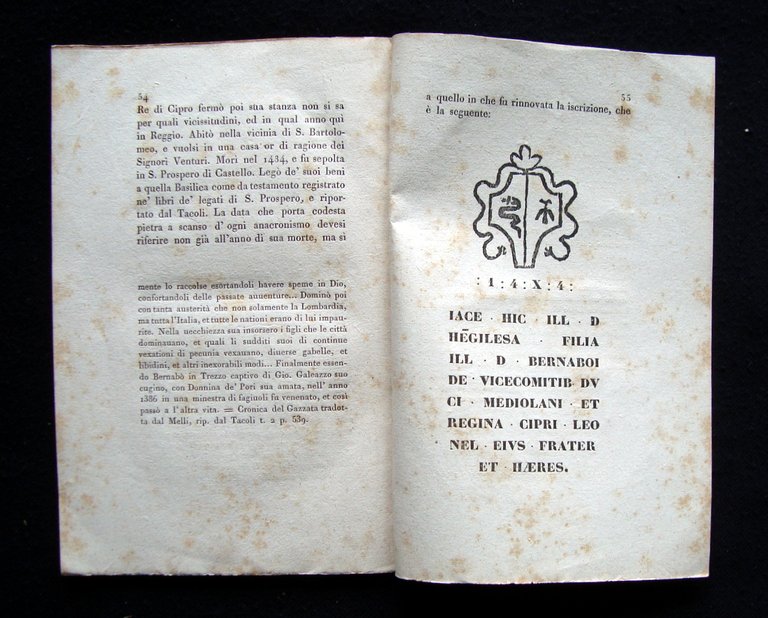 54
Re di Cipro fermò poi sua stanza non si sa
per quali vicissitudini, ed in qual anno quì
in Reggio. Abitò nella vicinia di S. Bartolo-
meo, e vuolsi in una casa or di ragione dei
Signori Venturi. Morì nel 1434, e fu sepolta
in S. Prospero di Castello. Legò de' suoi beni
a quella Basilica come da testamento registrato
ne' libri de' legati di S. Prospero, e ripor-
tato dal Tacoli. La data che porta codesta
pietra a scanso d' ogni anacronismo devesi
riferire non già all'anno di sua morte, ma sì
mente lo raccolse esortandoli havere speme in Dio,
confortandoli delle passate auuenture... Dominò poi
con tanta austerità che non solamente la Lombardia,
ma tutta l'Italia, et tutte le nationi erano di lui impau-
rite. Nella uecchiezza sua insorsero i figli che le città
dominauano, et quali li sudditi suoi di continue
vexationi di pecunia vexauano, diuerse gabelle, et
libidini, et altri inexorabili modi... Finalmente essen-
do Bernabò in Trezzo captivo di Gio. Galeazzo suo
cugino, con Donnina de' Pori sua amata, nell' anno
1386 in una minestra di fagiuoli fu venenato, et così
passò a l'altra vita. = Cronica del Gazzata tradot-
ta dal Melli, rip. dal Tacoli t. 2 p. 539.
55
a quello in che fu rinnovata la iscrizione, che
è la seguente:
: 1 : 4 : X : 4 :
IACE · HIC · ILL · D
HĒGILESA · FILIA
ILL · D · BERNABOI
DE · VICECOMITIB · DV
CI · MEDIOLANI · ET
REGINA · CIPRI · LEO
NEL · EIVS · FRATER
ET · HÆRES.